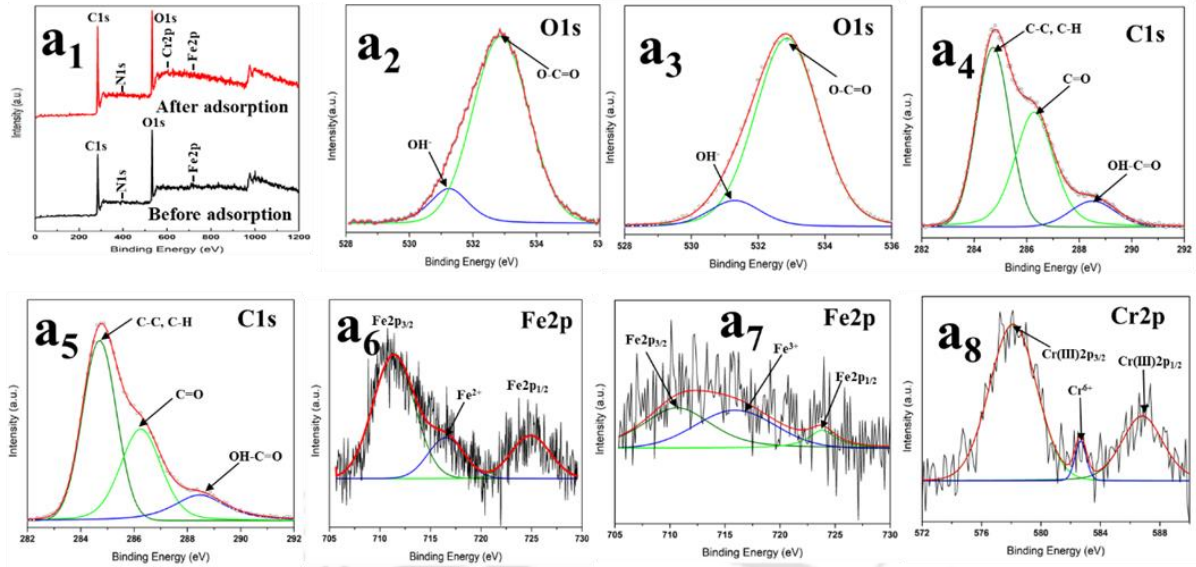 a1
C1s
O1s
Cr2p
Fe2p
N1s
After adsorption
O1s
C1s
N1s
Fe2p
Before adsorption
Intensity (a.u.)
0 200 400 600 800 1000 1200
Binding Energy (eV)
a2
O1s
O-C=O
OH-
Intensity(a.u.)
528 530 532 534 53
Binding Energy (eV)
a3
O1s
O-C=O
OH-
Intensity(a.u.)
528 530 532 534 536
Binding Energy (eV)
a4
C1s
C-C, C-H
C=O
OH-C=O
Intensity (a.u.)
282 284 286 288 290 292
Binding Energy (eV)
a5
C1s
C-C, C-H
C=O
OH-C=O
Intensity (a.u.)
282 284 286 288 290 292
Binding Energy (eV)
a6
Fe2p
Fe2p3/2
Fe2+
Fe2p1/2
Intensity (a.u.)
705 710 715 720 725 730
Binding Energy (eV)
a7
Fe2p
Fe2p3/2
Fe3+
Fe2p1/2
Intensity (a.u.)
705 710 715 720 725 730
Binding Energy (eV)
a8
Cr2p
Cr(III)2p3/2
Cr(III)2p1/2
Cr6+
Intensity (a.u.)
572 576 580 584 588
Binding Energy (eV)